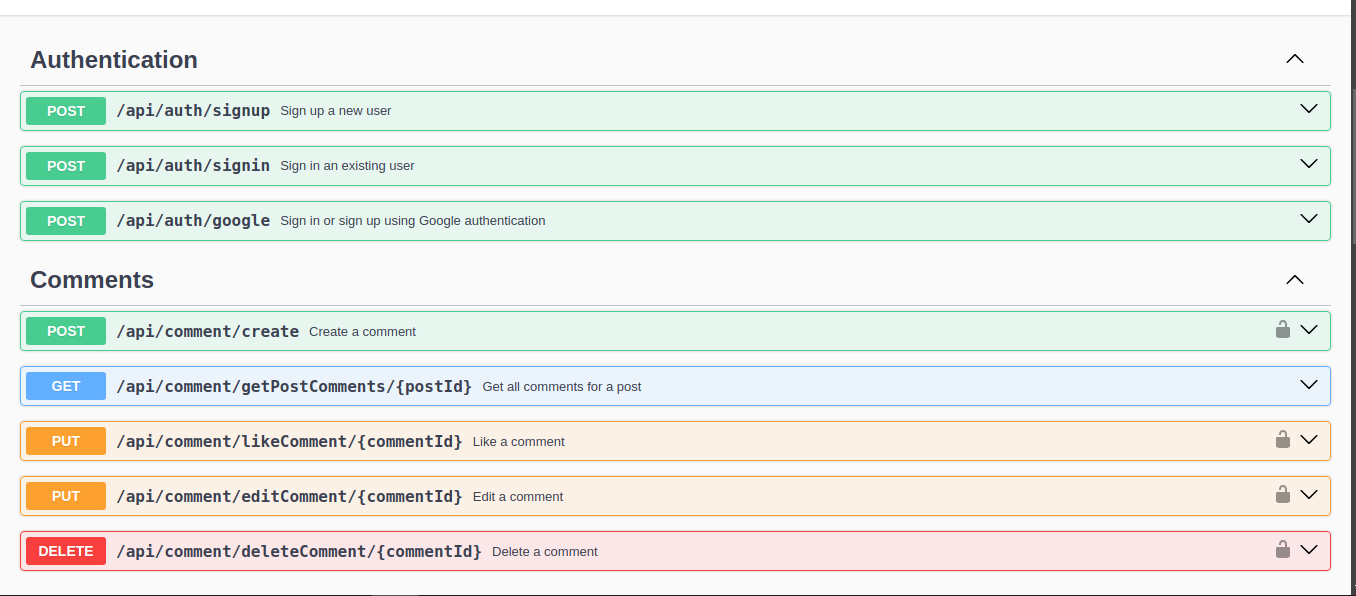 Authentication
POST /api/auth/signup Sign up a new user
POST /api/auth/signin Sign in an existing user
POST /api/auth/google Sign in or sign up using Google authentication
Comments
POST /api/comment/create Create a comment
GET /api/comment/getPostComments/{postId} Get all comments for a post
PUT /api/comment/likeComment/{commentId} Like a comment
PUT /api/comment/editComment/{commentId} Edit a comment
DELETE /api/comment/deleteComment/{commentId} Delete a comment